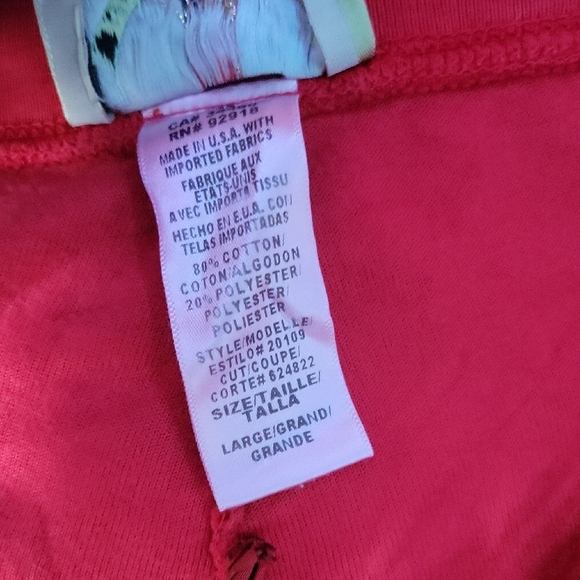 CA#
RN# 92918
MADE IN U.S.A. WITH
IMPORTED FABRICS
FABRIQUE AUX
ETATS-UNIS
AVEC IMPORTA TISSU
HECHO EN E.U.A. CON
TELAS IMPORTADAS
80% COTTON/
COTON/ALGODON
20% POLYESTER/
POLYESTER/
POLIESTER
STYLE/MODELLE/
ESTILO# 20109
CUT/COUPE/
CORTE# 624822
SIZE/TAILLE/
TALLA
LARGE/GRAND/
GRANDE